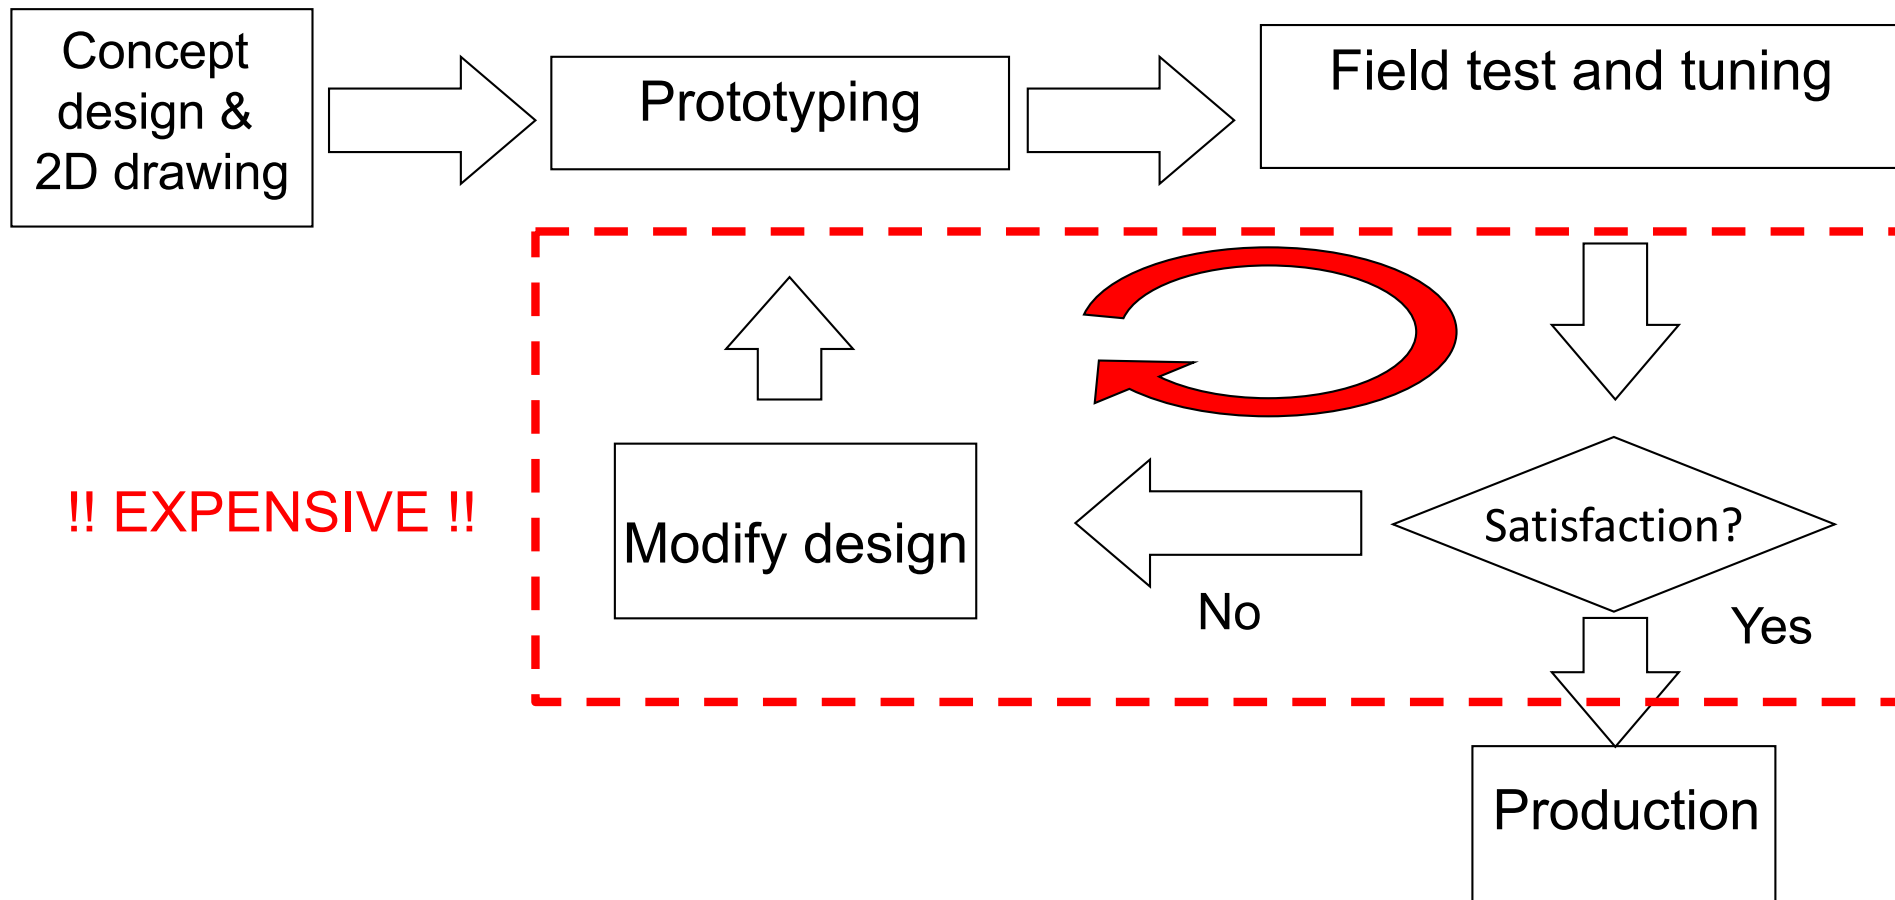 Concept
design &
2D drawing
Prototyping
Field test and tuning
!! EXPENSIVE !!
Modify design
Satisfaction?
No
Yes
Production